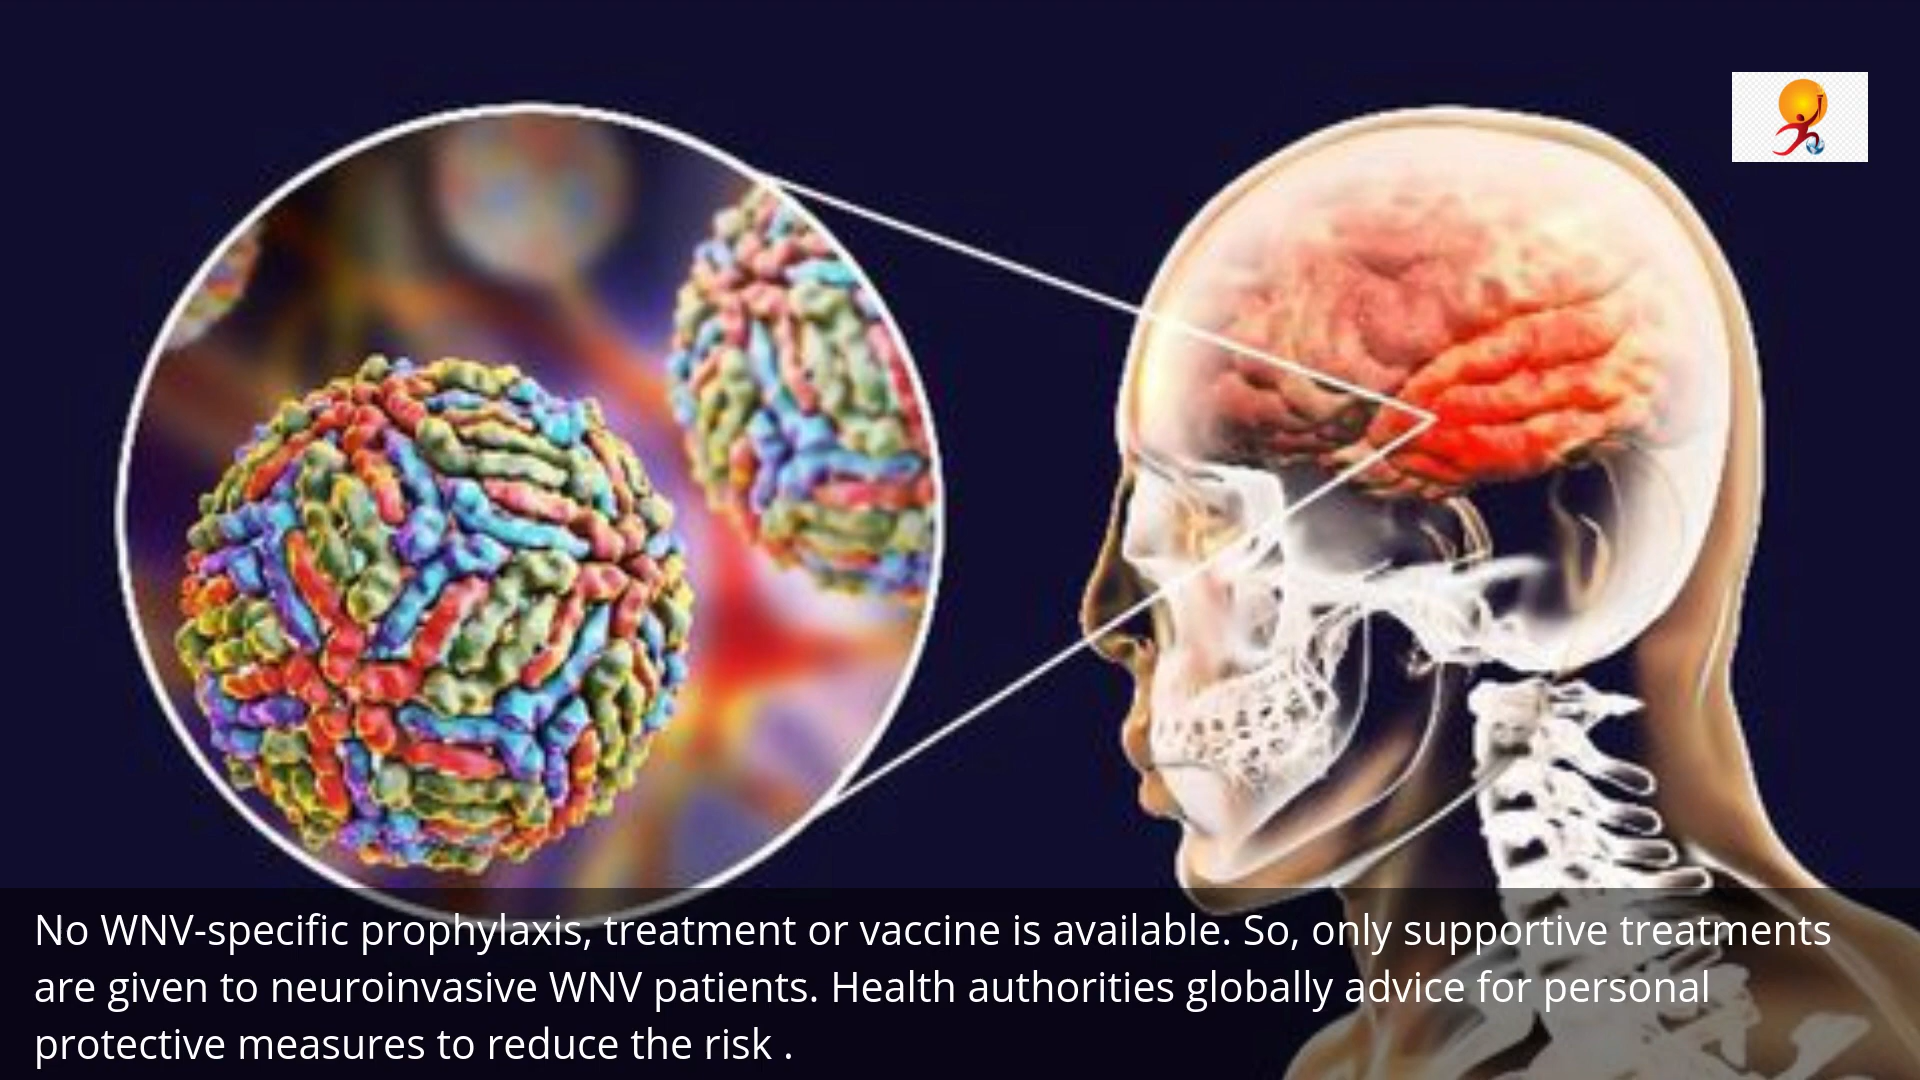 No WNV-specific prophylaxis, treatment or vaccine is available. So, only supportive treatments
are given to neuroinvasive WNV patients. Health authorities globally advice for personal
protective measures to reduce the risk .